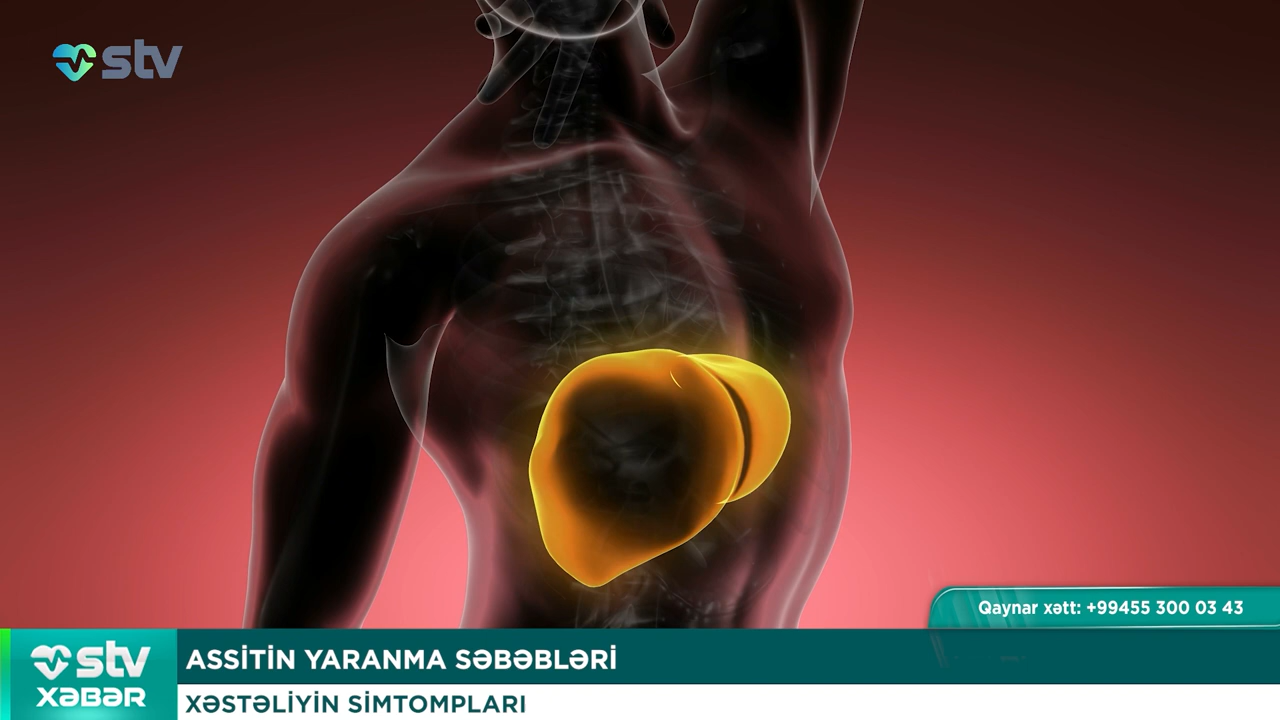 stv
Qaynar xətt: +99455 300 03 43
stv
XƏBƏR
ASSİTİN YARANMA SƏBƏBLƏRİ
XƏSTƏLİYİN SİMTOMPLARI